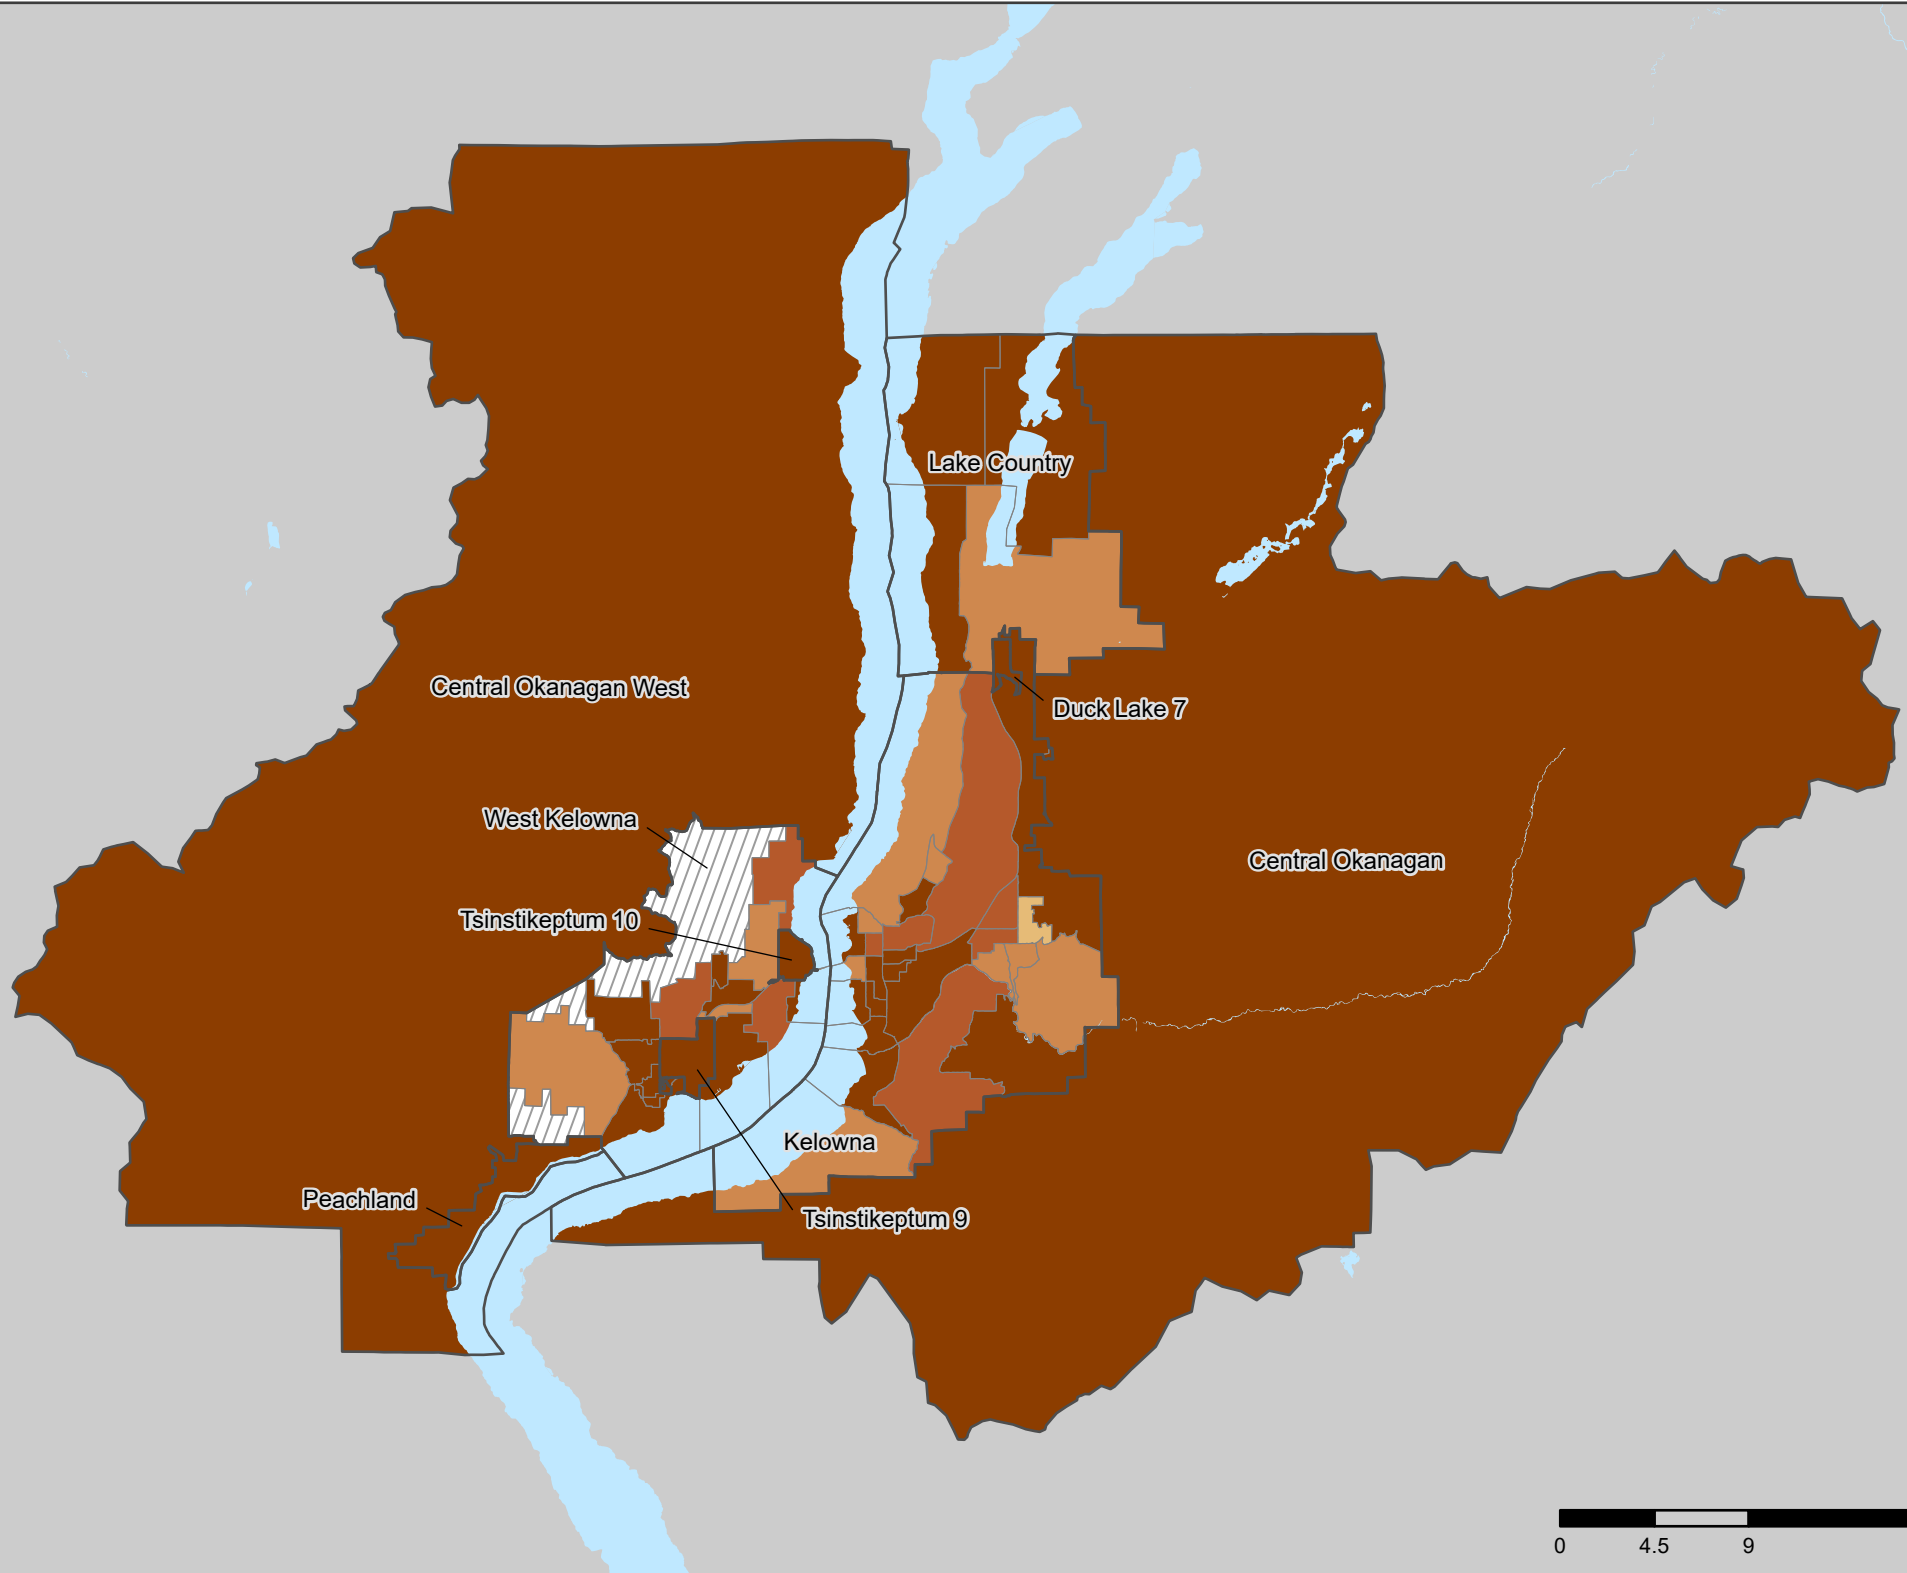 Lake Country
Central Okanagan West
Duck Lake 7
West Kelowna
Central Okanagan
Tsinstikeptum 10
Kelowna
Peachland
Tsinstikeptum 9
0 4.5 9